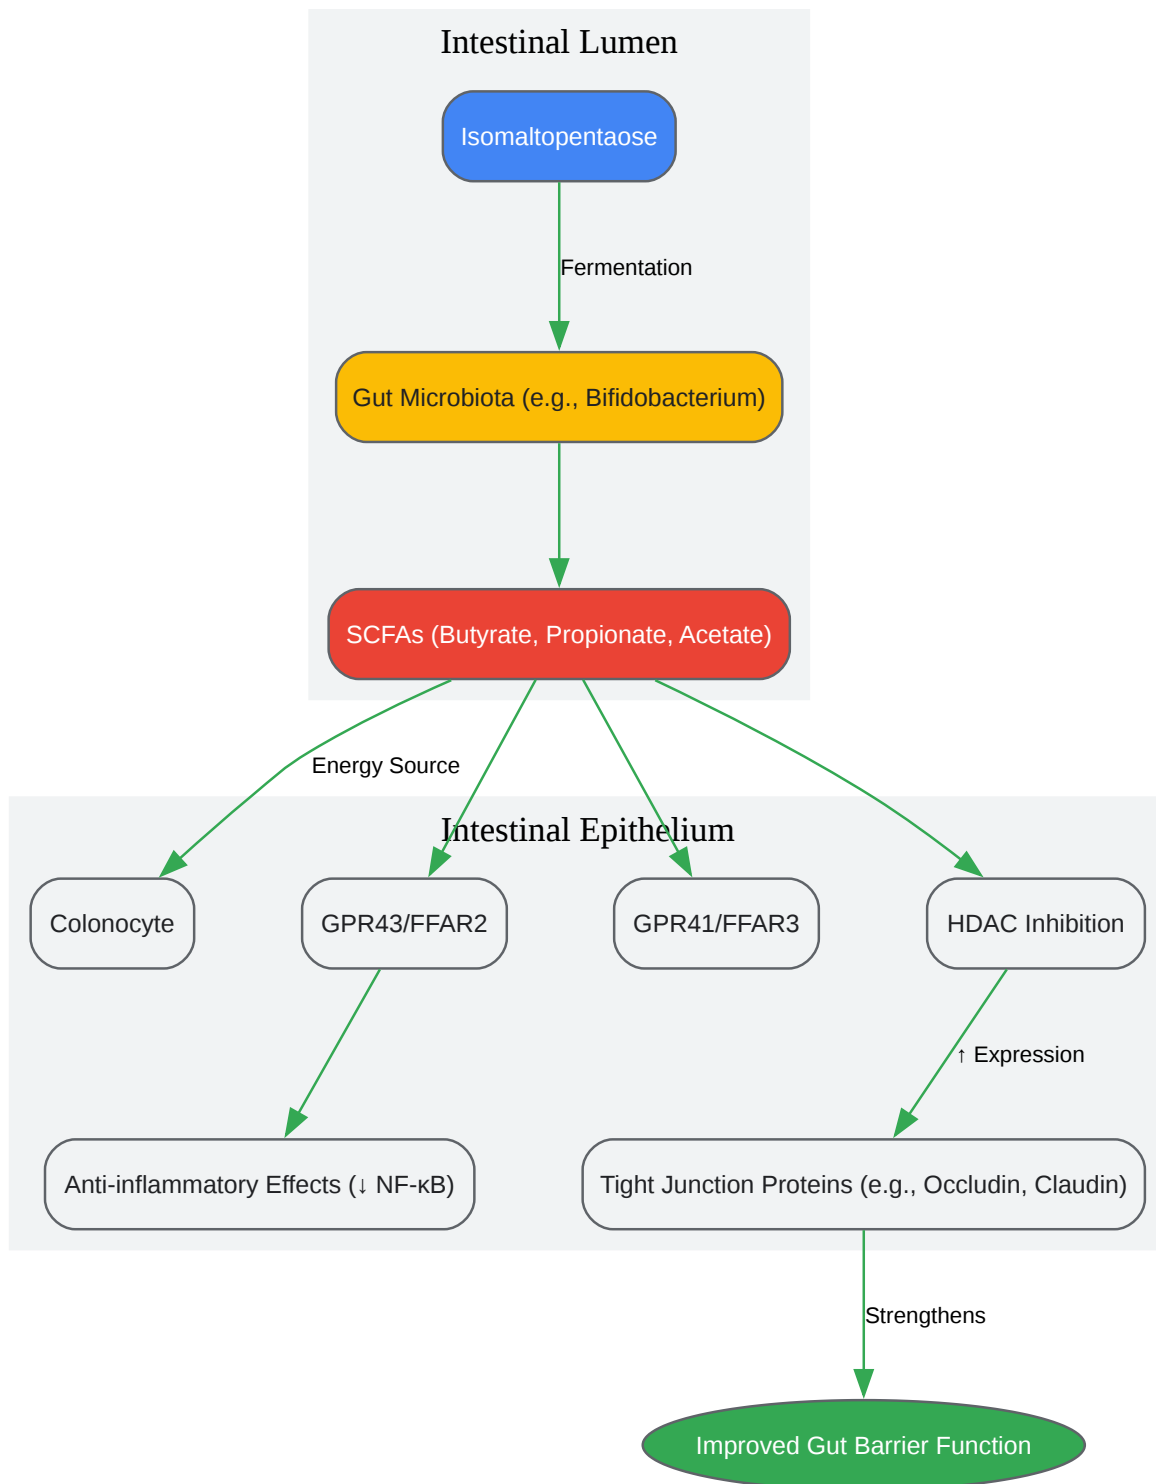 Intestinal Lumen
Isomaltopentaose
Fermentation
Gut Microbiota (e.g., Bifidobacterium)
SCFAs (Butyrate, Propionate, Acetate)
Energy Source
Intestinal Epithelium
Colonocyte
GPR43/FFAR2
GPR41/FFAR3
HDAC Inhibition
↑ Expression
Anti-inflammatory Effects (↓ NF-κB)
Tight Junction Proteins (e.g., Occludin, Claudin)
Strengthens
Improved Gut Barrier Function